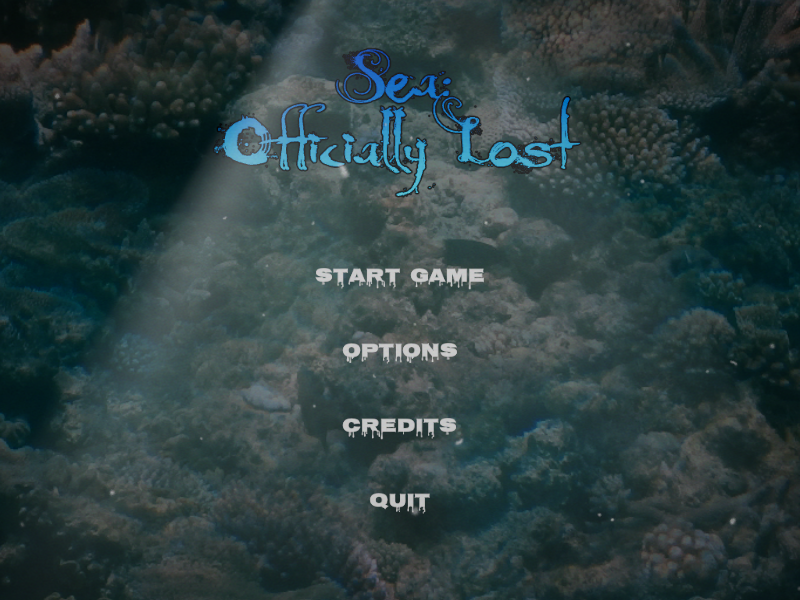 Sea:
Officially Lost
START GAME
OPTIONS
CREDITS
QUIT